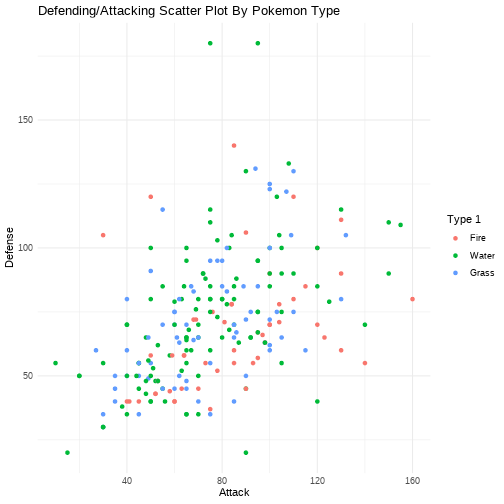 Defending/Attacking Scatter Plot By Pokemon Type
150
100
50
Defense
40
80
120
160
Attack
Type 1
Fire
Water
Grass